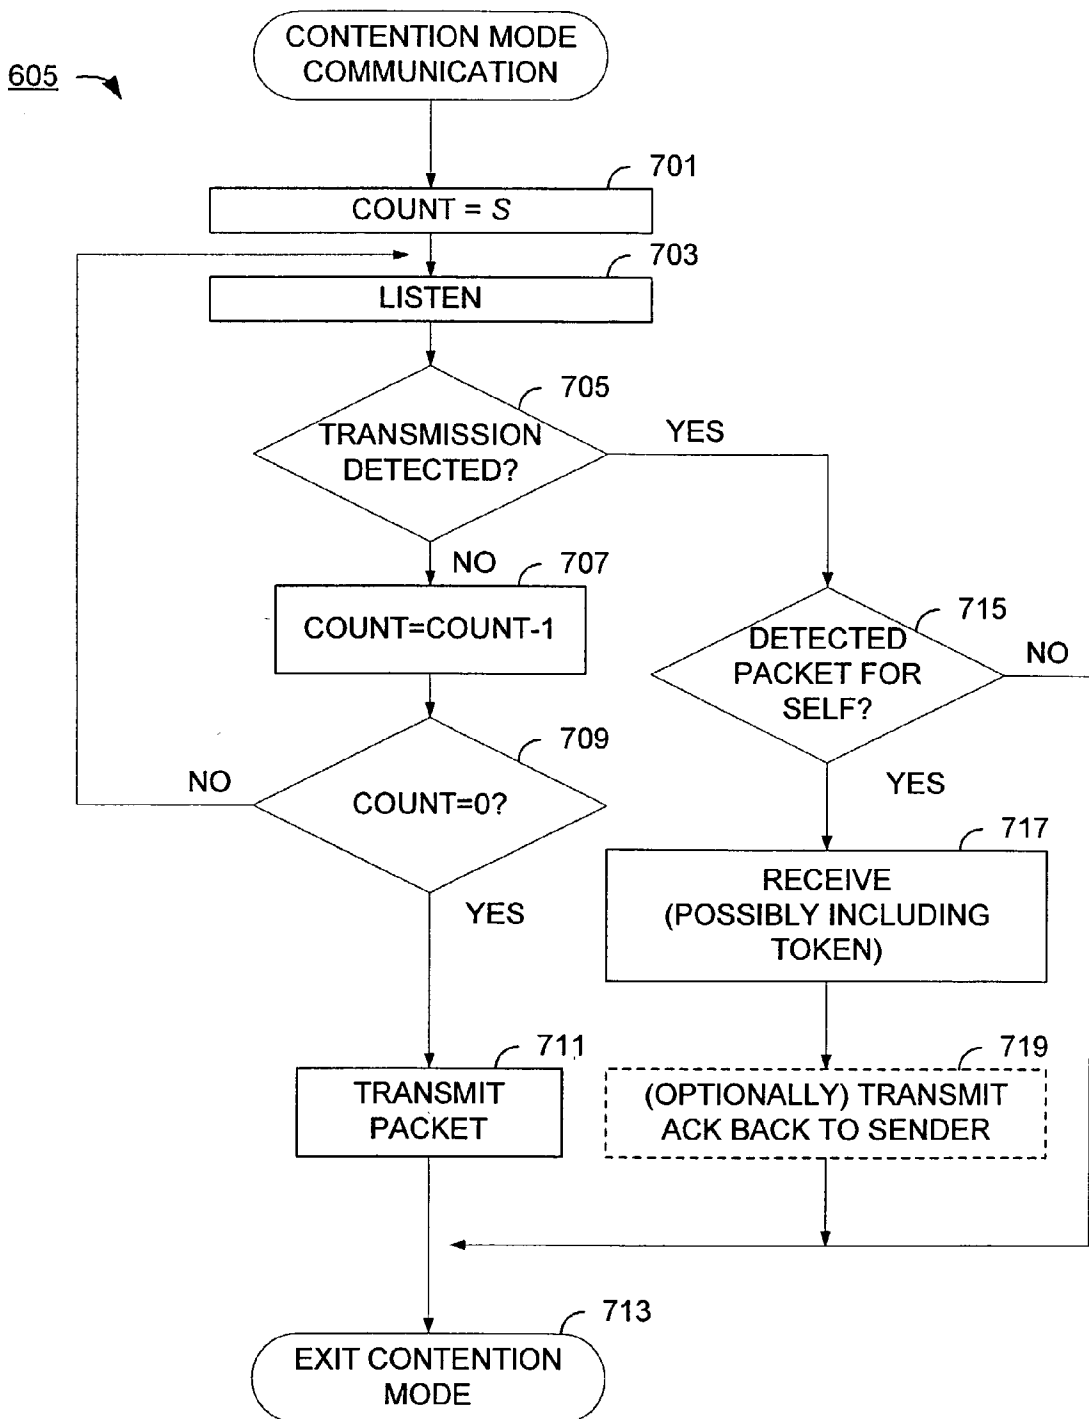 CONTENTION MODE
COMMUNICATION
605
701
COUNT = S
703
LISTEN
705
TRANSMISSION
DETECTED?
YES
NO
707
COUNT=COUNT-1
715
DETECTED
PACKET FOR
SELF?
NO
709
NO
COUNT=0?
YES
YES
717
RECEIVE
(POSSIBLY INCLUDING
TOKEN)
711
TRANSMIT
PACKET
719
(OPTIONALLY) TRANSMIT
ACK BACK TO SENDER
713
EXIT CONTENTION
MODE